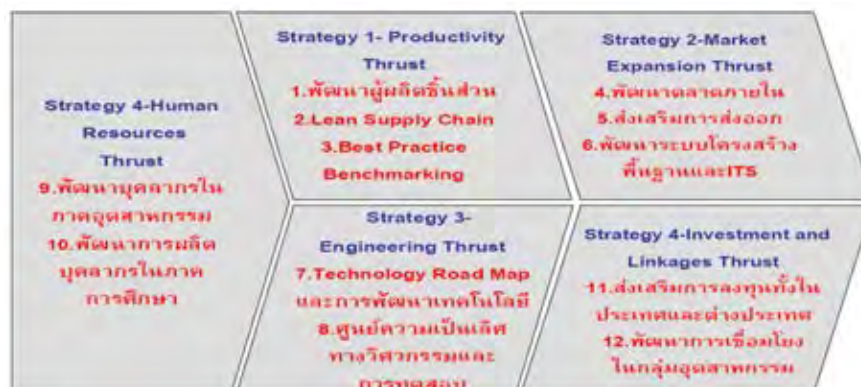 Strategy 4-Human
Resources
Thrust
9.พัฒนาบุคลากรใน
ภาคอุตสาหกรรม
10.พัฒนาการผลิต
บุคลากรในภาค
การศึกษา
Strategy 1- Productivity
Thrust
1.พัฒนาผู้ผลิตชิ้นส่วน
2.Lean Supply Chain
3.Best Practice
Benchmarking
Strategy 2-Market
Expansion Thrust
4.พัฒนาตลาดภายใน
5.ส่งเสริมการส่งออก
6.พัฒนาระบบโครงสร้าง
พื้นฐานและITS
Strategy 3-
Engineering Thrust
7.Technology Road Map
และการพัฒนาเทคโนโลยี
8.ศูนย์ความเป็นเลิศ
ทางวิศวกรรมและ
การทดสอบ
Strategy 4-Investment and
Linkages Thrust
11.ส่งเสริมการลงทุนทั้งใน
ประเทศและต่างประเทศ
12.พัฒนาการเชื่อมโยง
ในกลุ่มอุตสาหกรรม